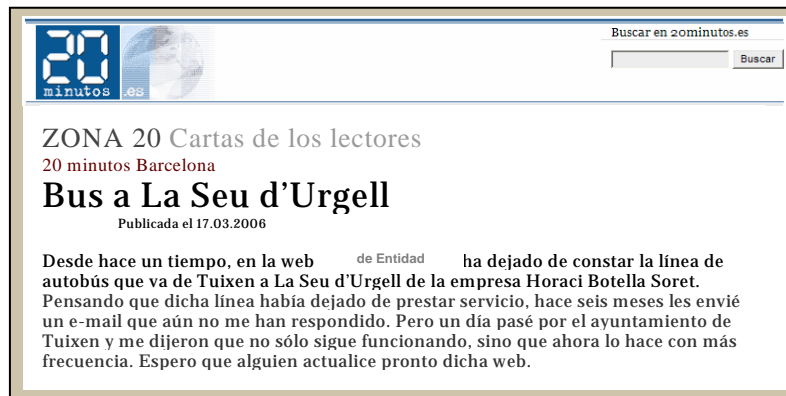 Buscar en 20minutos.es
20
minutos .es
Buscar
ZONA 20 Cartas de los lectores
20 minutos Barcelona
Bus a La Seu d'Urgell
Publicada el 17.03.2006
Desde hace un tiempo, en la web de Entidad ha dejado de constar la línea de
autobús que va de Tuixen a La Seu d'Urgell de la empresa Horaci Botella Soret.
Pensando que dicha línea había dejado de prestar servicio, hace seis meses les envié
un e-mail que aún no me han respondido. Pero un día pasé por el ayuntamiento de
Tuixen y me dijeron que no sólo sigue funcionando, sino que ahora lo hace con más
frecuencia. Espero que alguien actualice pronto dicha web.